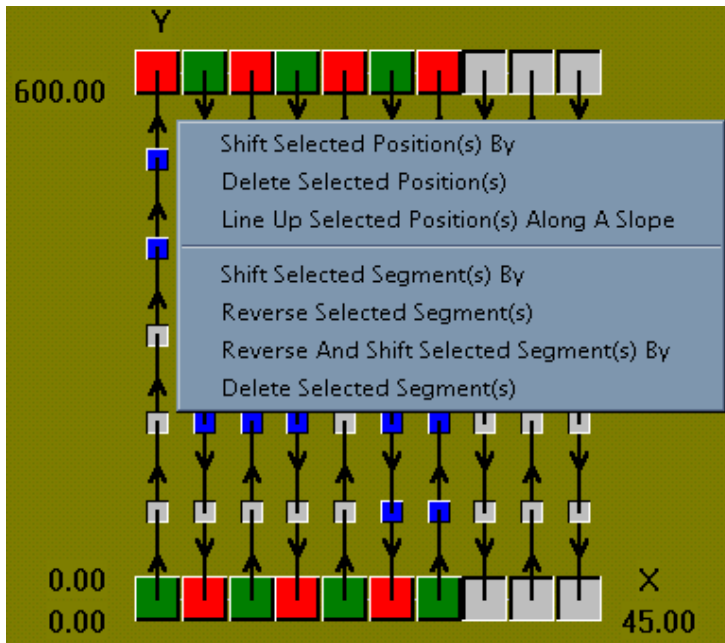 Y
600.00
Shift Selected Position(s) By
Delete Selected Position(s)
Line Up Selected Position(s) Along A Slope
Shift Selected Segment(s) By
Reverse Selected Segment(s)
Reverse And Shift Selected Segment(s) By
Delete Selected Segment(s)
0.00
X
0.00
45.00